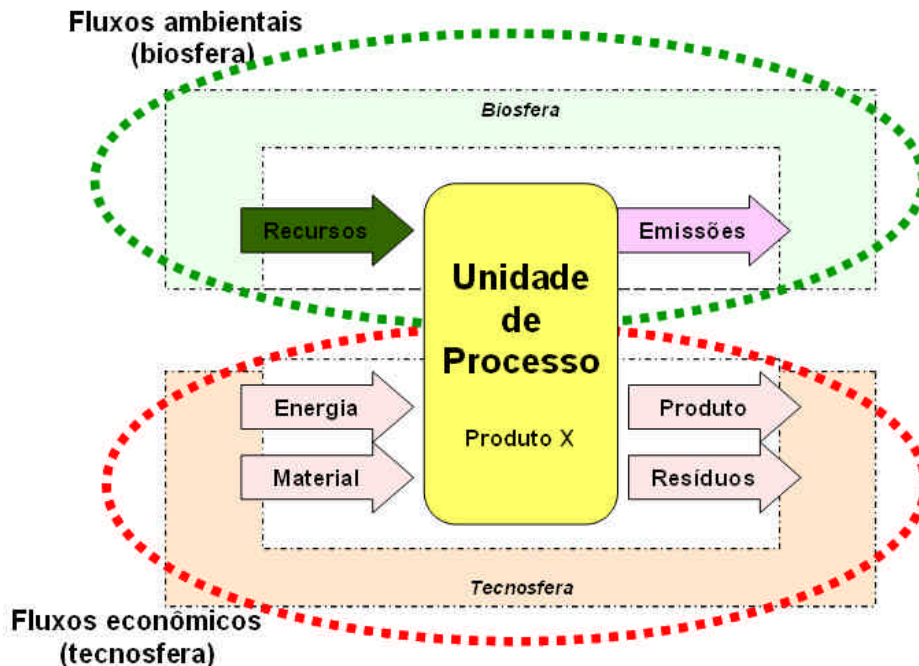 Fluxos ambientais
(biosfera)
Biosfera
Recursos
Emissões
Unidade
de
Processo
Produto X
Energia
Produto
Material
Resíduos
Tecnosfera
Fluxos econômicos
(tecnosfera)